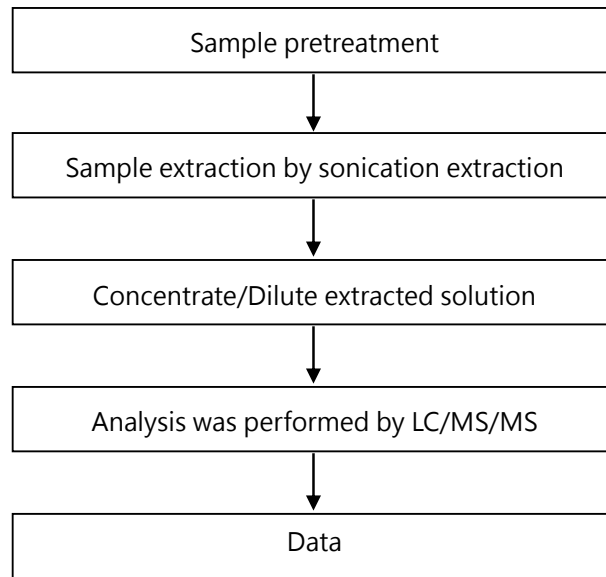 Sample pretreatment
Sample extraction by sonication extraction
Concentrate/Dilute extracted solution
Analysis was performed by LC/MS/MS
Data